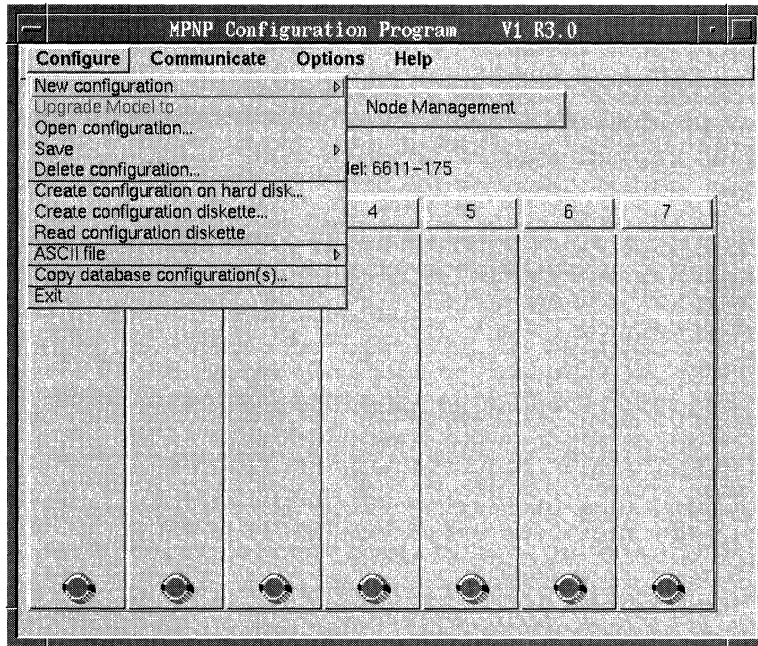 MPNP Configuration Program V1 R3.0
Configure Communicate Options Help
New configuration
Upgrade Model to
Open configuration...
Save
Delete configuration...
Create configuration on hard disk...
Create configuration diskette...
Read configuration diskette
ASCII file
Copy database configuration(s)...
Exit
Node Management
del: 6611-175
4 5 6 7